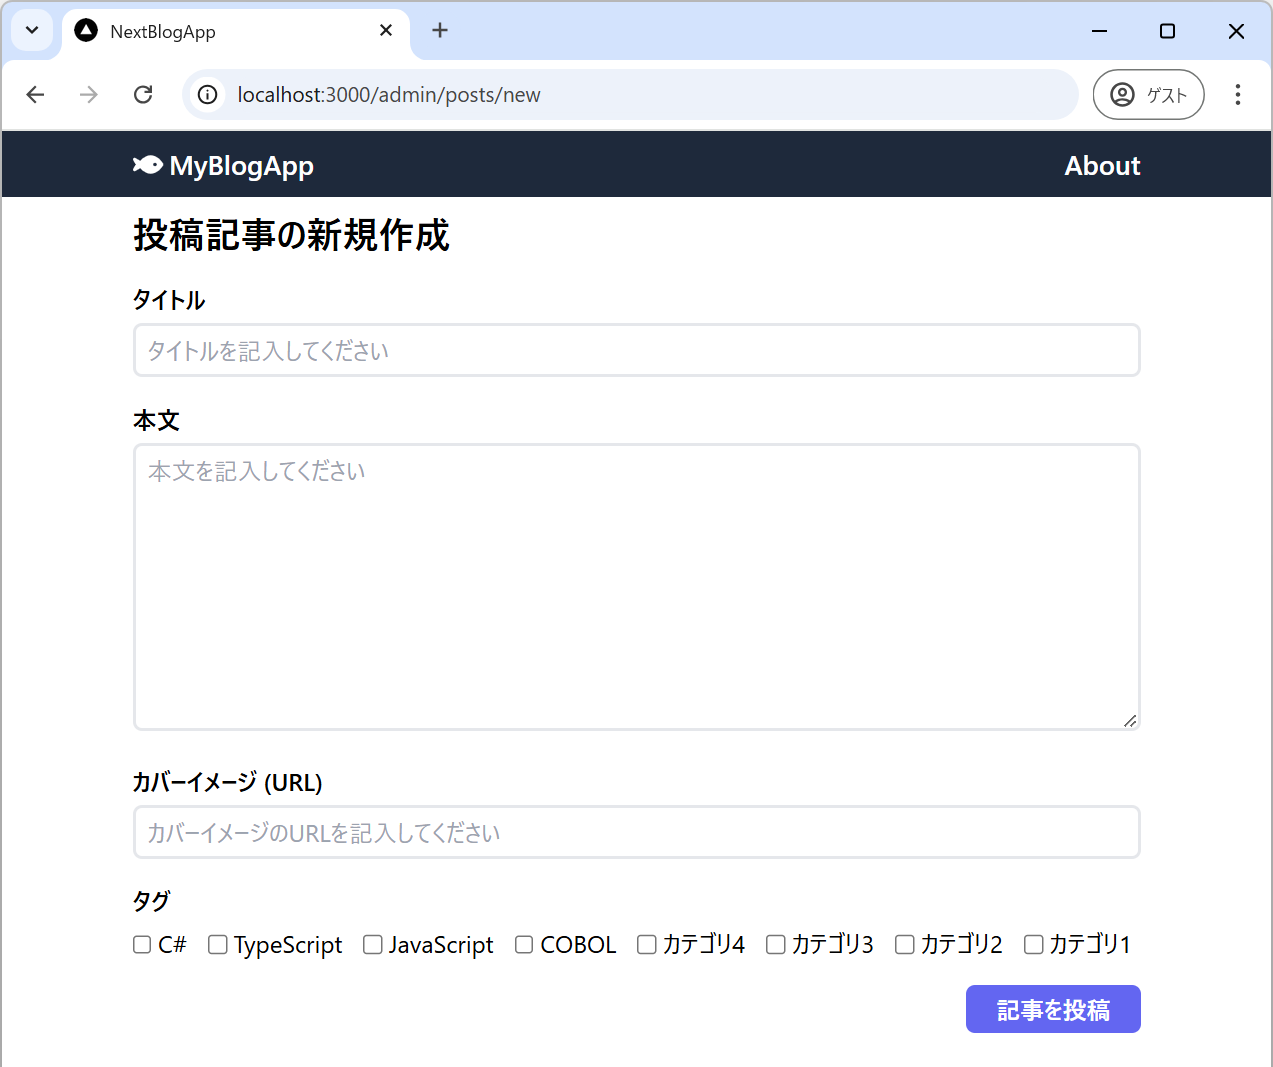 NextBlogApp
localhost:3000/admin/posts/new
ゲスト
MyBlogApp
About
投稿記事の新規作成
タイトル
タイトルを記入してください
本文
本文を記入してください
カバーイメージ (URL)
カバーイメージのURLを記入してください
タグ
C# TypeScript JavaScript COBOL カテゴリ4 カテゴリ3 カテゴリ2 カテゴリ1
記事を投稿